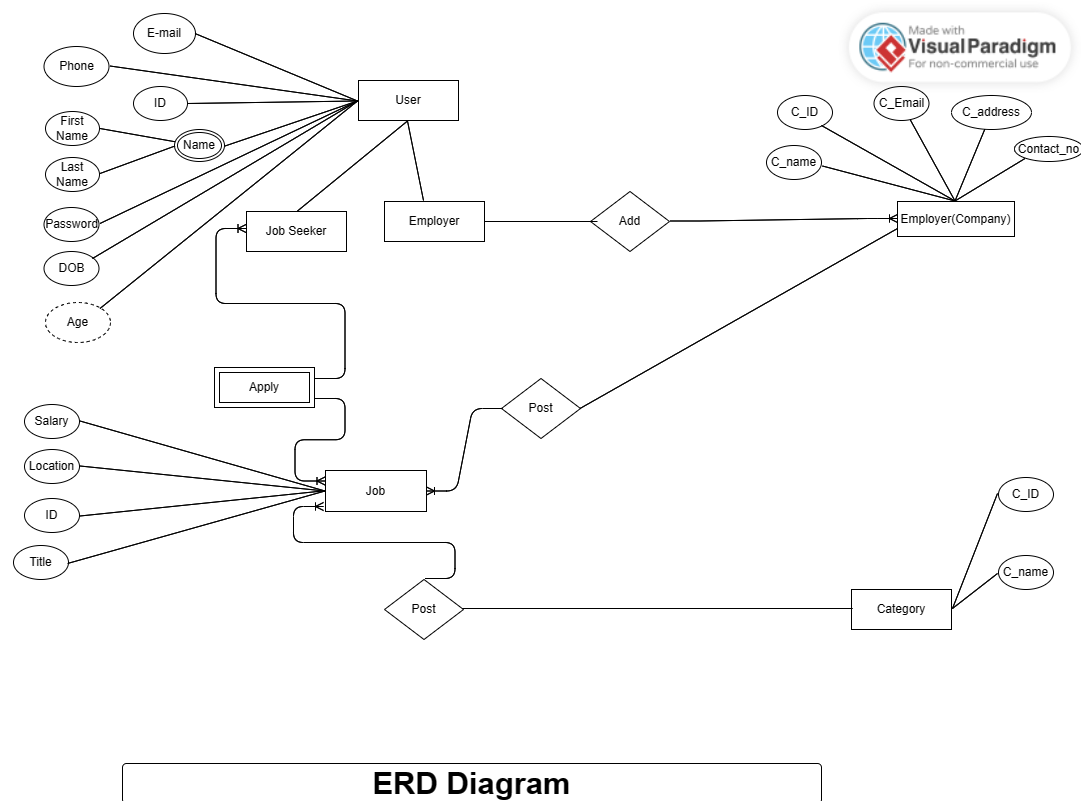 E-mail
Made with
VisualParadigm
For non-commercial use
Phone
ID
User
C_ID
C_Email
C_address
First
Name
Name
Contact_no
C_name
Last
Name
Password
Job Seeker
Employer
Add
Employer(Company)
DOB
Age
Apply
Post
Salary
Location
Job
C_ID
ID
Title
C_name
Post
Category
ERD Diagram